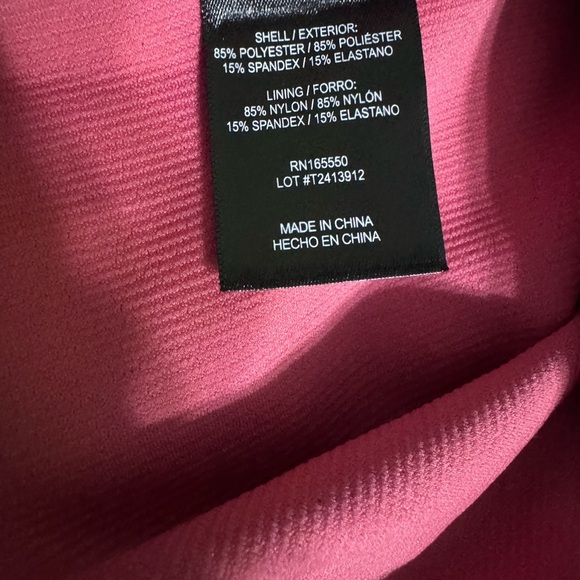 SHELL / EXTERIOR:
85% POLYESTER / 85% POLIÉSTER
15% SPANDEX / 15% ELASTANO
LINING / FORRO:
85% NYLON / 85% NYLÓN
15% SPANDEX / 15% ELASTANO
RN165550
LOT #T2413912
MADE IN CHINA
HECHO EN CHINA